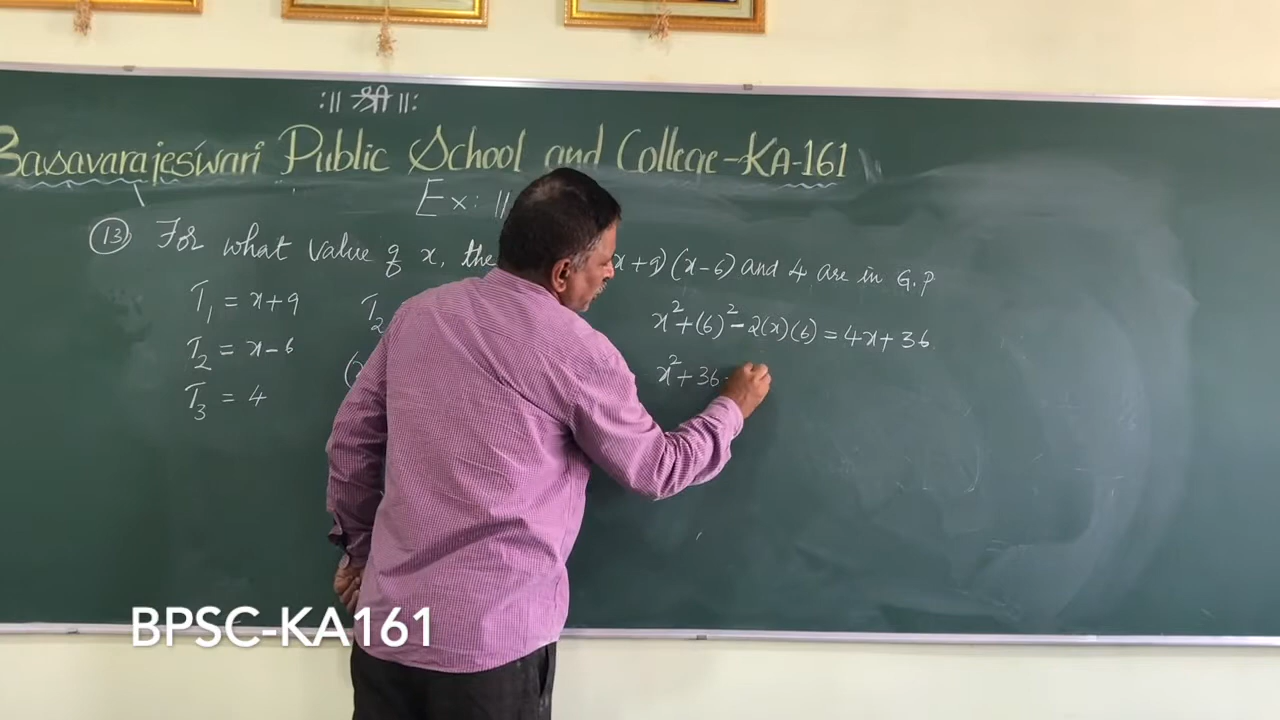 :|| श्री ||:
Basavarajeswari Public School and College-KA-161
Ex: 11
(13) For what value of x, the x+9) (x-6) and 4 are in G.P
T₁ = x+9
T₂
x²+(6)²-2(x)(6)=4x+36
T₂ = x-6
(
x²+36-
T₃ = 4
BPSC-KA161